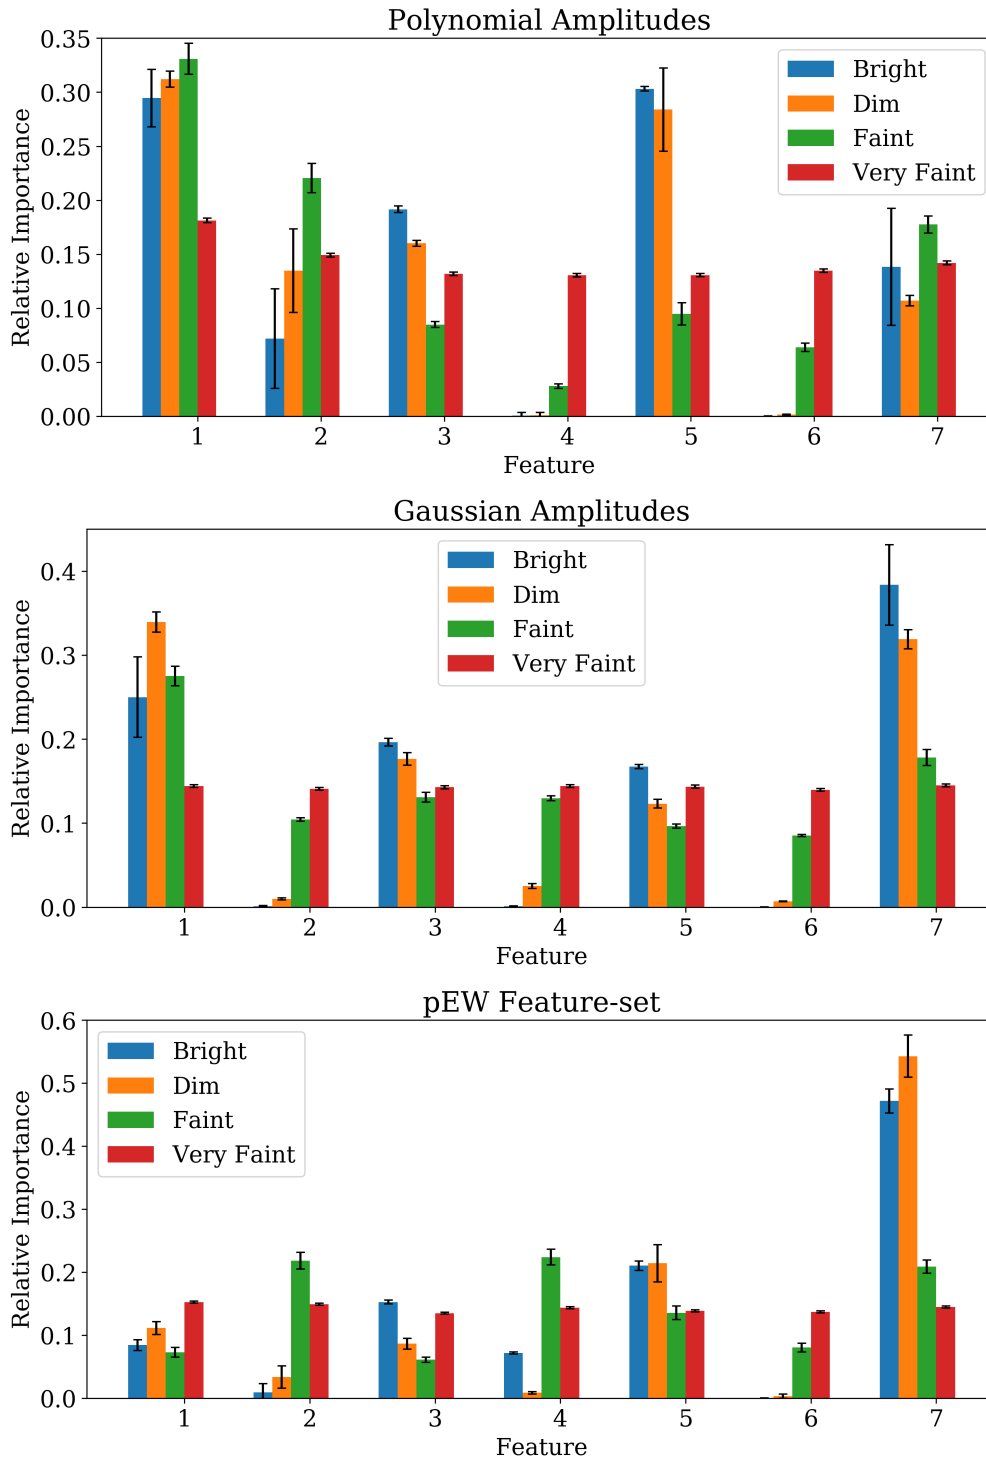 Polynomial Amplitudes
Relative Importance
0.35
0.30
0.25
0.20
0.15
0.10
0.05
0.00
Bright
Dim
Faint
Very Faint
1 2 3 4 5 6 7
Feature
Gaussian Amplitudes
Relative Importance
0.4
0.3
0.2
0.1
0.0
Bright
Dim
Faint
Very Faint
1 2 3 4 5 6 7
Feature
pEW Feature-set
Relative Importance
0.6
0.5
0.4
0.3
0.2
0.1
0.0
Bright
Dim
Faint
Very Faint
1 2 3 4 5 6 7
Feature